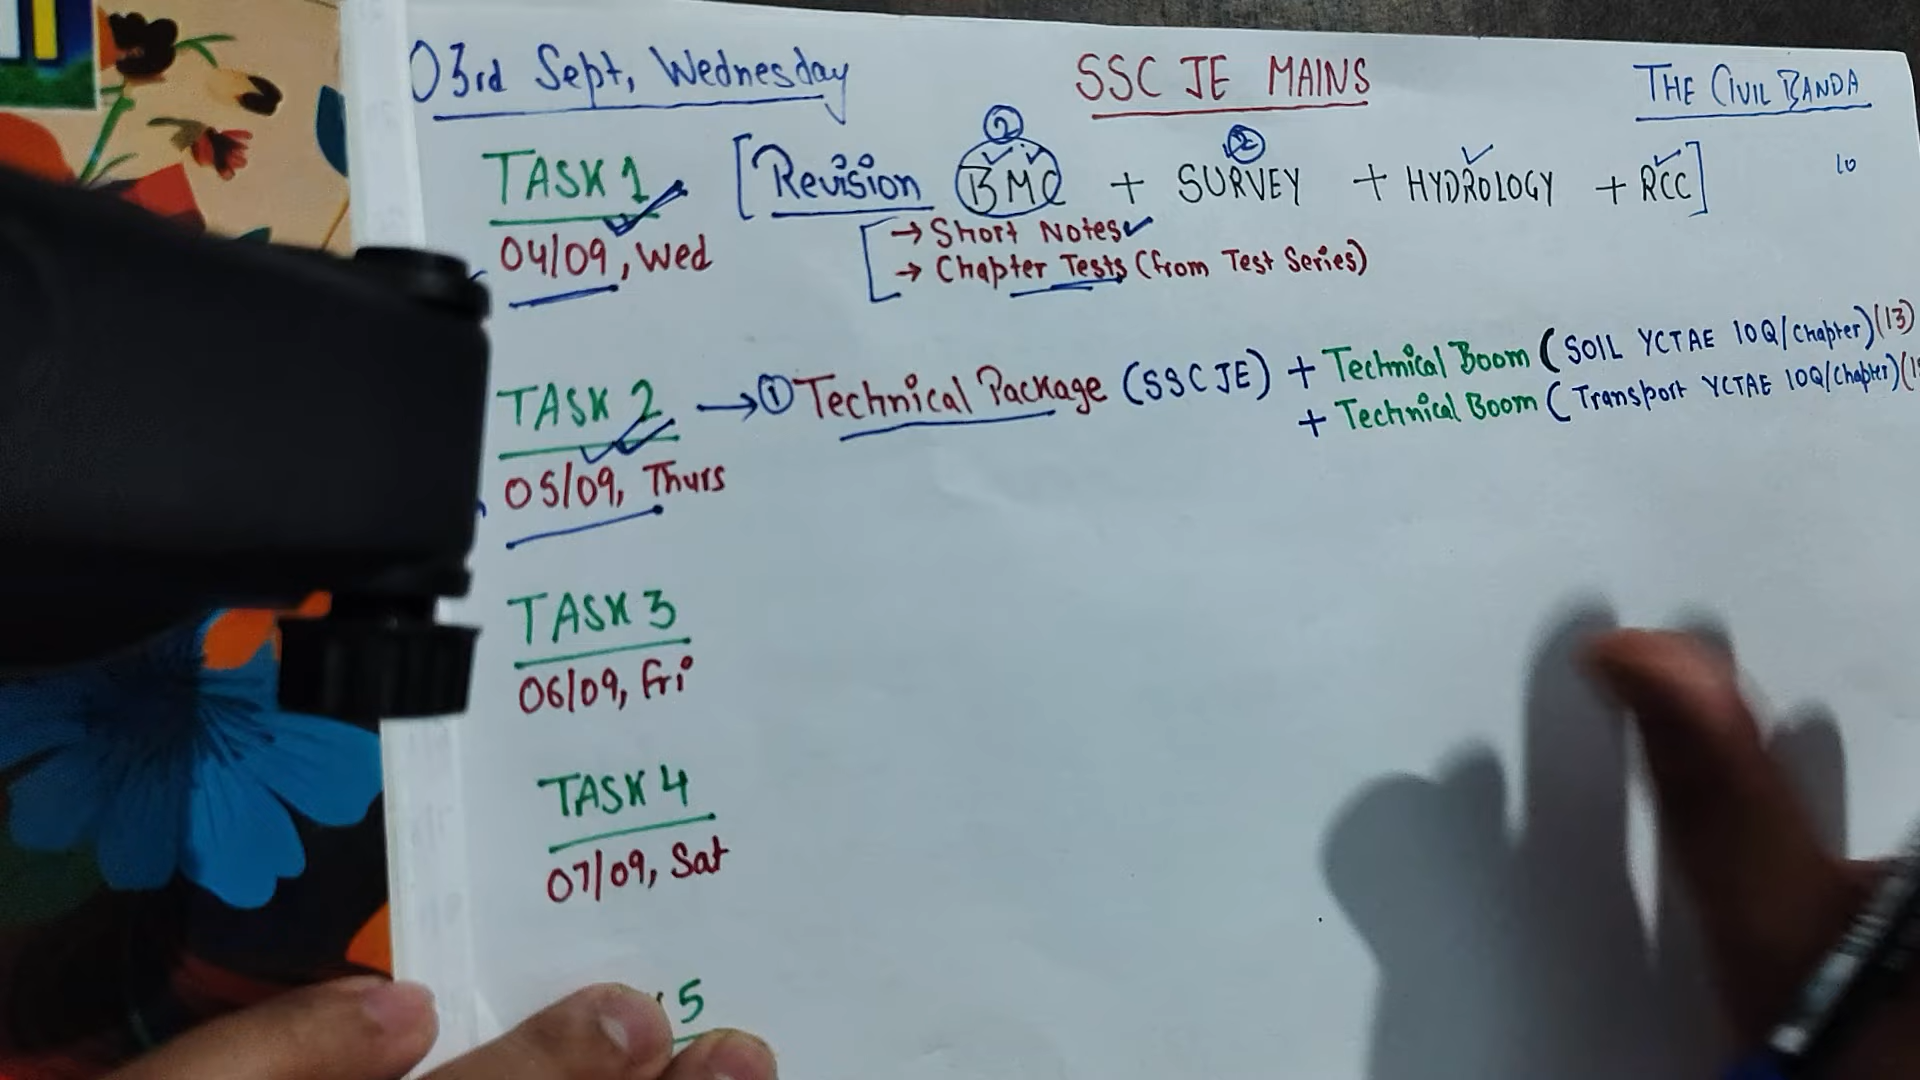 03rd Sept, Wednesday SSC JE MAINS THE CIVIL BANDA
TASK 1 [Revision BMC + SURVEY + HYDROLOGY + RCC] 10
② ②
04/09, Wed
→ Short Notes
→ Chapter Tests (from Test Series)
TASK 2 → ① Technical Package (SSC JE) + Technical Boom (SOIL YCTAE 10Q/Chapter) (13)
+ Technical Boom (Transport YCTAE 10Q/Chapter)
05/09, Thurs
TASK 3
06/09, Fri
TASK 4
07/09, Sat
5